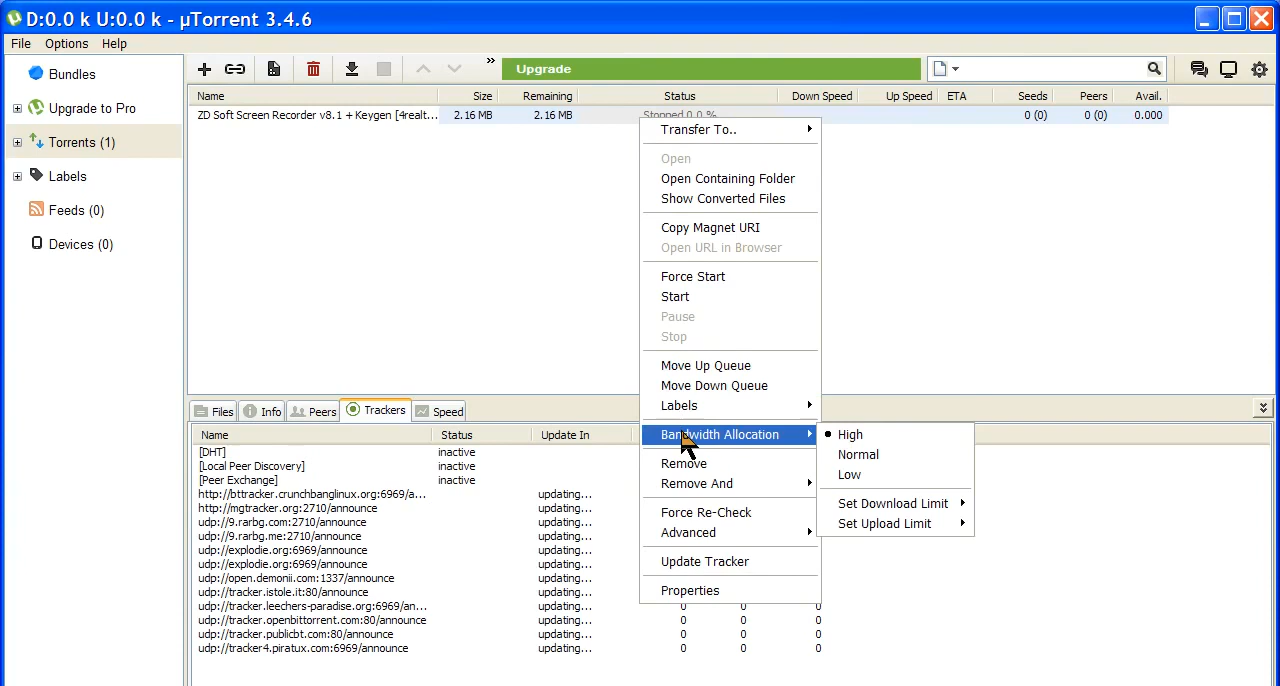 D:0.0 k U:0.0 k - µTorrent 3.4.6
File Options Help
Bundles
Upgrade to Pro
Torrents (1)
Labels
Feeds (0)
Devices (0)
»
Upgrade
Name Size Remaining Status Down Speed Up Speed ETA Seeds Peers Avail.
ZD Soft Screen Recorder v8.1 + Keygen [4realt... 2.16 MB 2.16 MB Stopped 0.0 % 0 (0) 0 (0) 0.000
Transfer To..
Open
Open Containing Folder
Show Converted Files
Copy Magnet URI
Open URL in Browser
Force Start
Start
Pause
Stop
Move Up Queue
Move Down Queue
Labels
Bandwidth Allocation
Remove
Remove And
Force Re-Check
Advanced
Update Tracker
Properties
High
Normal
Low
Set Download Limit
Set Upload Limit
Files Info Peers Trackers Speed
Name Status Update In
[DHT] inactive
[Local Peer Discovery] inactive
[Peer Exchange] inactive
http://bttracker.crunchbanglinux.org:6969/a... updating...
http://mgtracker.org:2710/announce updating...
udp://9.rarbg.com:2710/announce updating...
udp://9.rarbg.me:2710/announce updating...
udp://explodie.org:6969/announce updating...
udp://explodie.org:6969/announce updating...
udp://open.demonii.com:1337/announce updating...
udp://tracker.istole.it:80/announce updating...
udp://tracker.leechers-paradise.org:6969/an... updating... 0 0 0
udp://tracker.openbittorrent.com:80/announce updating... 0 0 0
udp://tracker.publicbt.com:80/announce updating... 0 0 0
udp://tracker4.piratux.com:6969/announce updating... 0 0 0